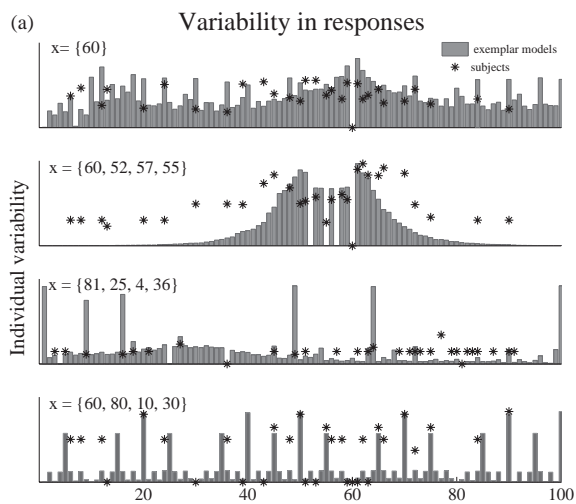 (a)
Variability in responses
x= {60}
exemplar models
subjects
x = {60, 52, 57, 55}
Individual variability
x = {81, 25, 4, 36}
x = {60, 80, 10, 30}
20 40 60 80 100